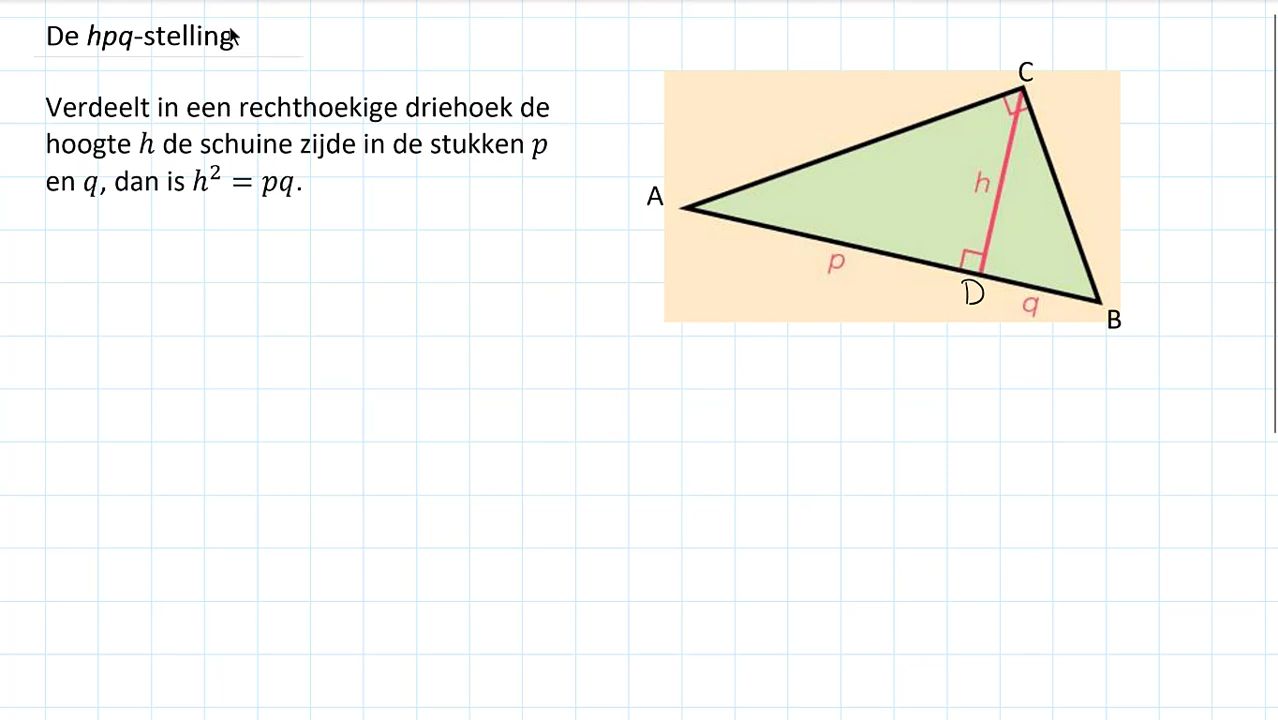 De hpq-stelling
Verdeelt in een rechthoekige driehoek de
hoogte ℎ de schuine zijde in de stukken 𝑝
en 𝑞, dan is ℎ² = 𝑝𝑞.
C
A
h
p
D
q
B